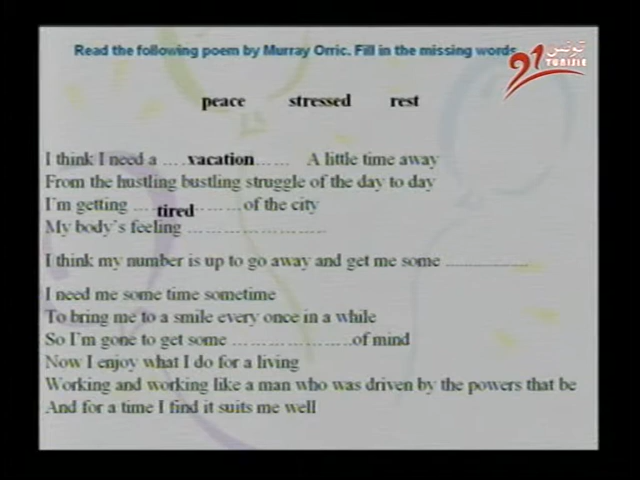 Read the following poem by Murray Orric. Fill in the missing words
21 تونس
TUNISIE
peace stressed rest
I think I need a .... vacation...... A little time away
From the hustling bustling struggle of the day to day
I'm getting ... tired ........ of the city
My body's feeling ........................
I think my number is up to go away and get me some ................
I need me some time sometime
To bring me to a smile every once in a while
So I'm gone to get some .....................of mind
Now I enjoy what I do for a living
Working and working like a man who was driven by the powers that be
And for a time I find it suits me well